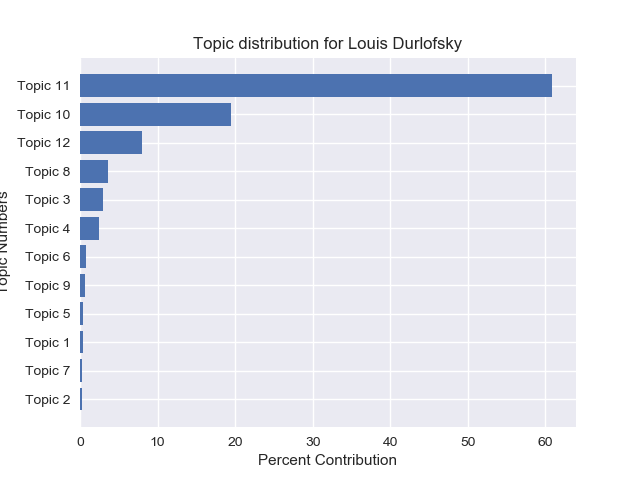 Topic distribution for Louis Durlofsky
Topic 11
Topic 10
Topic 12
Topic 8
Topic 3
Topic 4
Topic 6
Topic 9
Topic 5
Topic 1
Topic 7
Topic 2
Topic Numbers
0 10 20 30 40 50 60
Percent Contribution